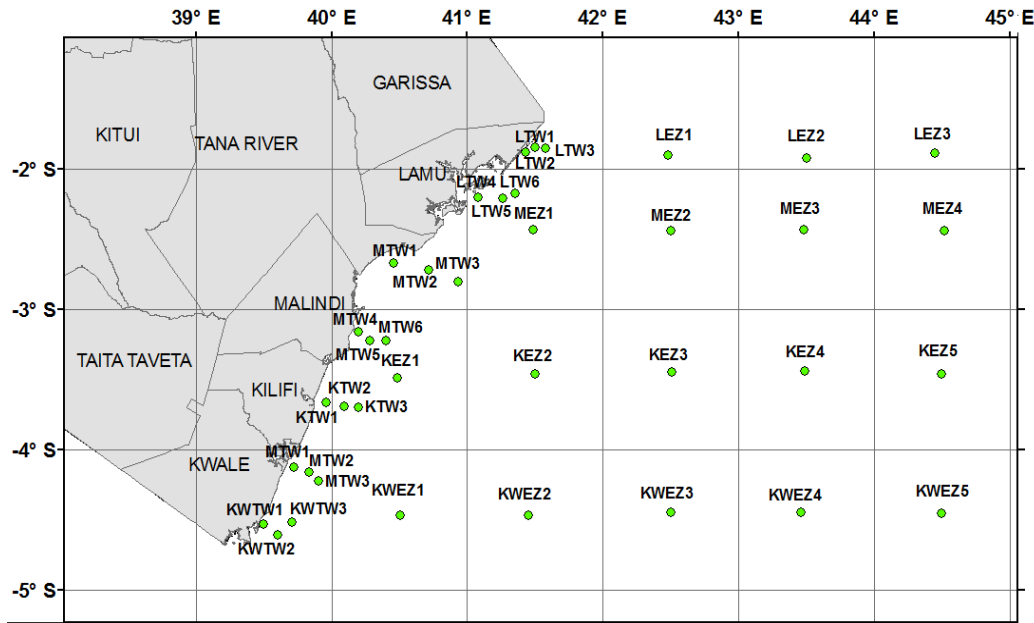 39° E 40° E 41° E 42° E 43° E 44° E 45° E
GARISSA
KITUI
TANA RIVER
LTW1
LTW3
LEZ1
LEZ2
LEZ3
-2° S
LTW2
LAMU
LTW4
LTW6
LTW5
MEZ1
MEZ2
MEZ3
MEZ4
MTW1
MTW3
MTW2
-3° S
MALINDI
MTW4
MTW6
MTW5
KEZ1
KEZ2
KEZ3
KEZ4
KEZ5
TAITA TAVETA
KILIFI
KTW2
KTW3
KTW1
-4° S
MTW1
MTW2
MTW3
KWALE
KWEZ1
KWEZ2
KWEZ3
KWEZ4
KWEZ5
KWTW1
KWTW3
KWTW2
-5° S